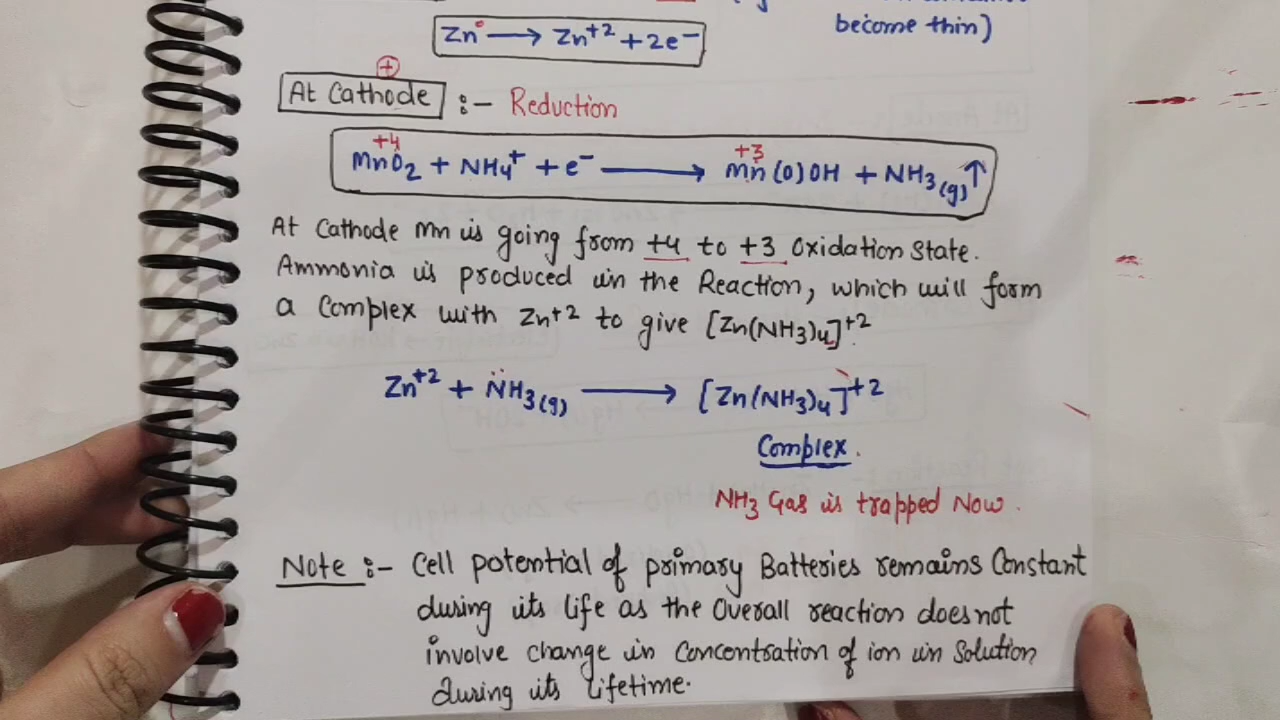 Zn° ⟶ Zn+2 + 2e−
become thin)
+
At Cathode :- Reduction
+4 +3
MnO2 + NH4+ + e− ⟶ Mn(O)OH + NH3(g)↑
At Cathode Mn is going from +4 to +3 Oxidation State.
Ammonia is produced in the Reaction, which will form
a Complex with Zn+2 to give [Zn(NH3)4]+2.
Zn+2 + NH3(g) ⟶ [Zn(NH3)4]+2
Complex.
NH3 Gas is trapped Now.
Note :- Cell potential of primary Batteries remains Constant
during its life as the Overall reaction does not
involve change in Concentration of ion in Solution
during its lifetime.